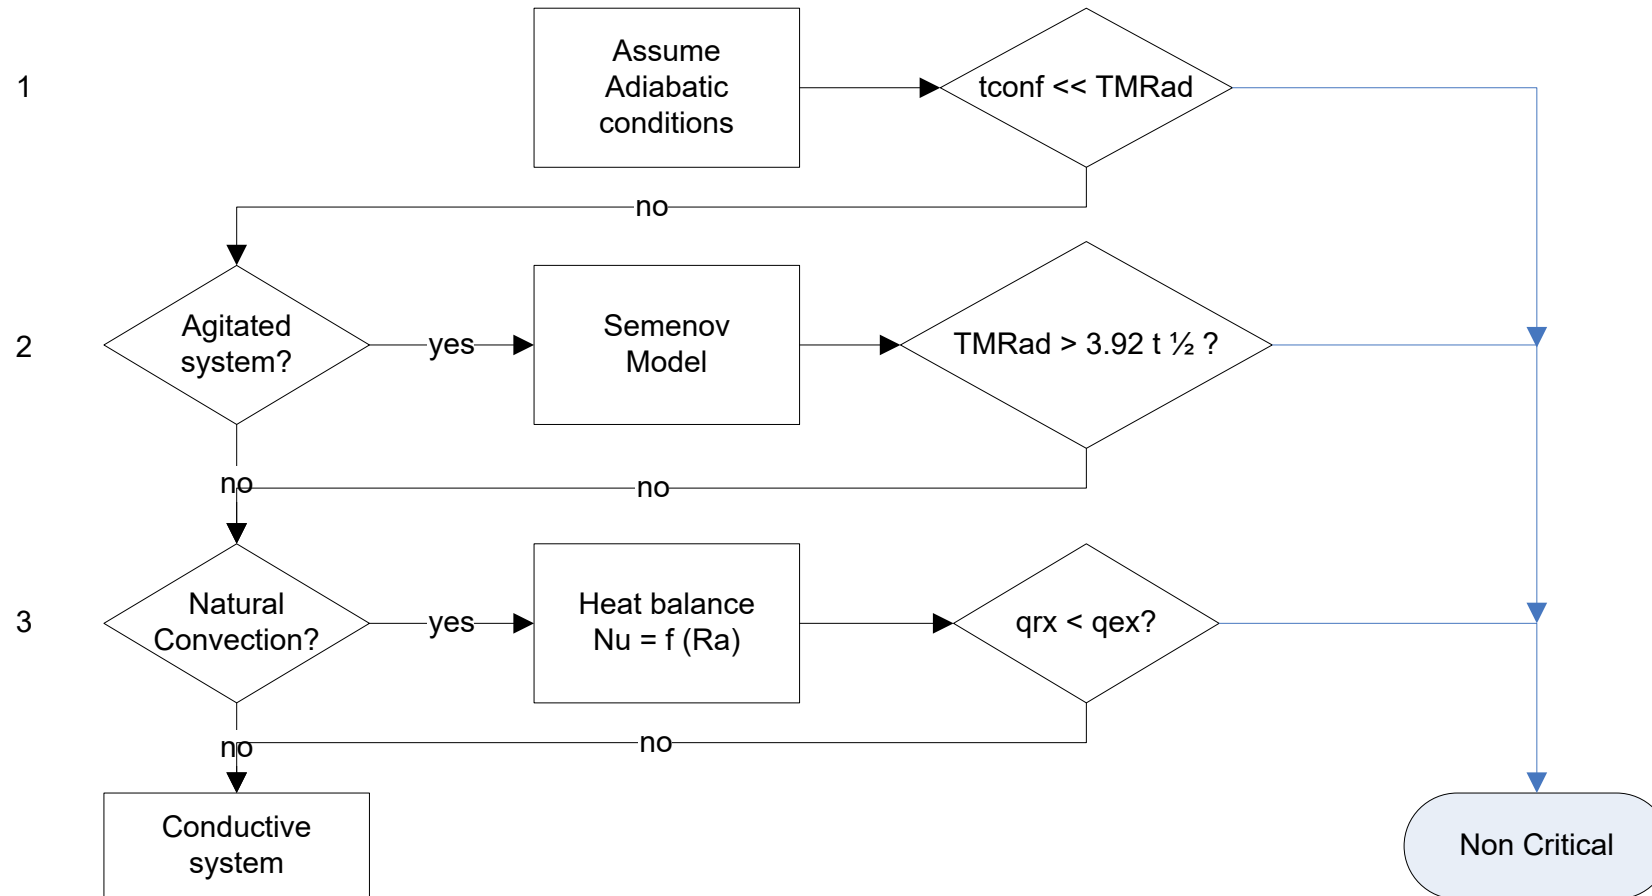 1
Assume
Adiabatic
conditions
tconf << TMRad
no
2
Agitated
system?
yes
Semenov
Model
TMRad > 3.92 t ½ ?
no
no
3
Natural
Convection?
yes
Heat balance
Nu = f (Ra)
qrx < qex?
no
no
Conductive
system
Non Critical